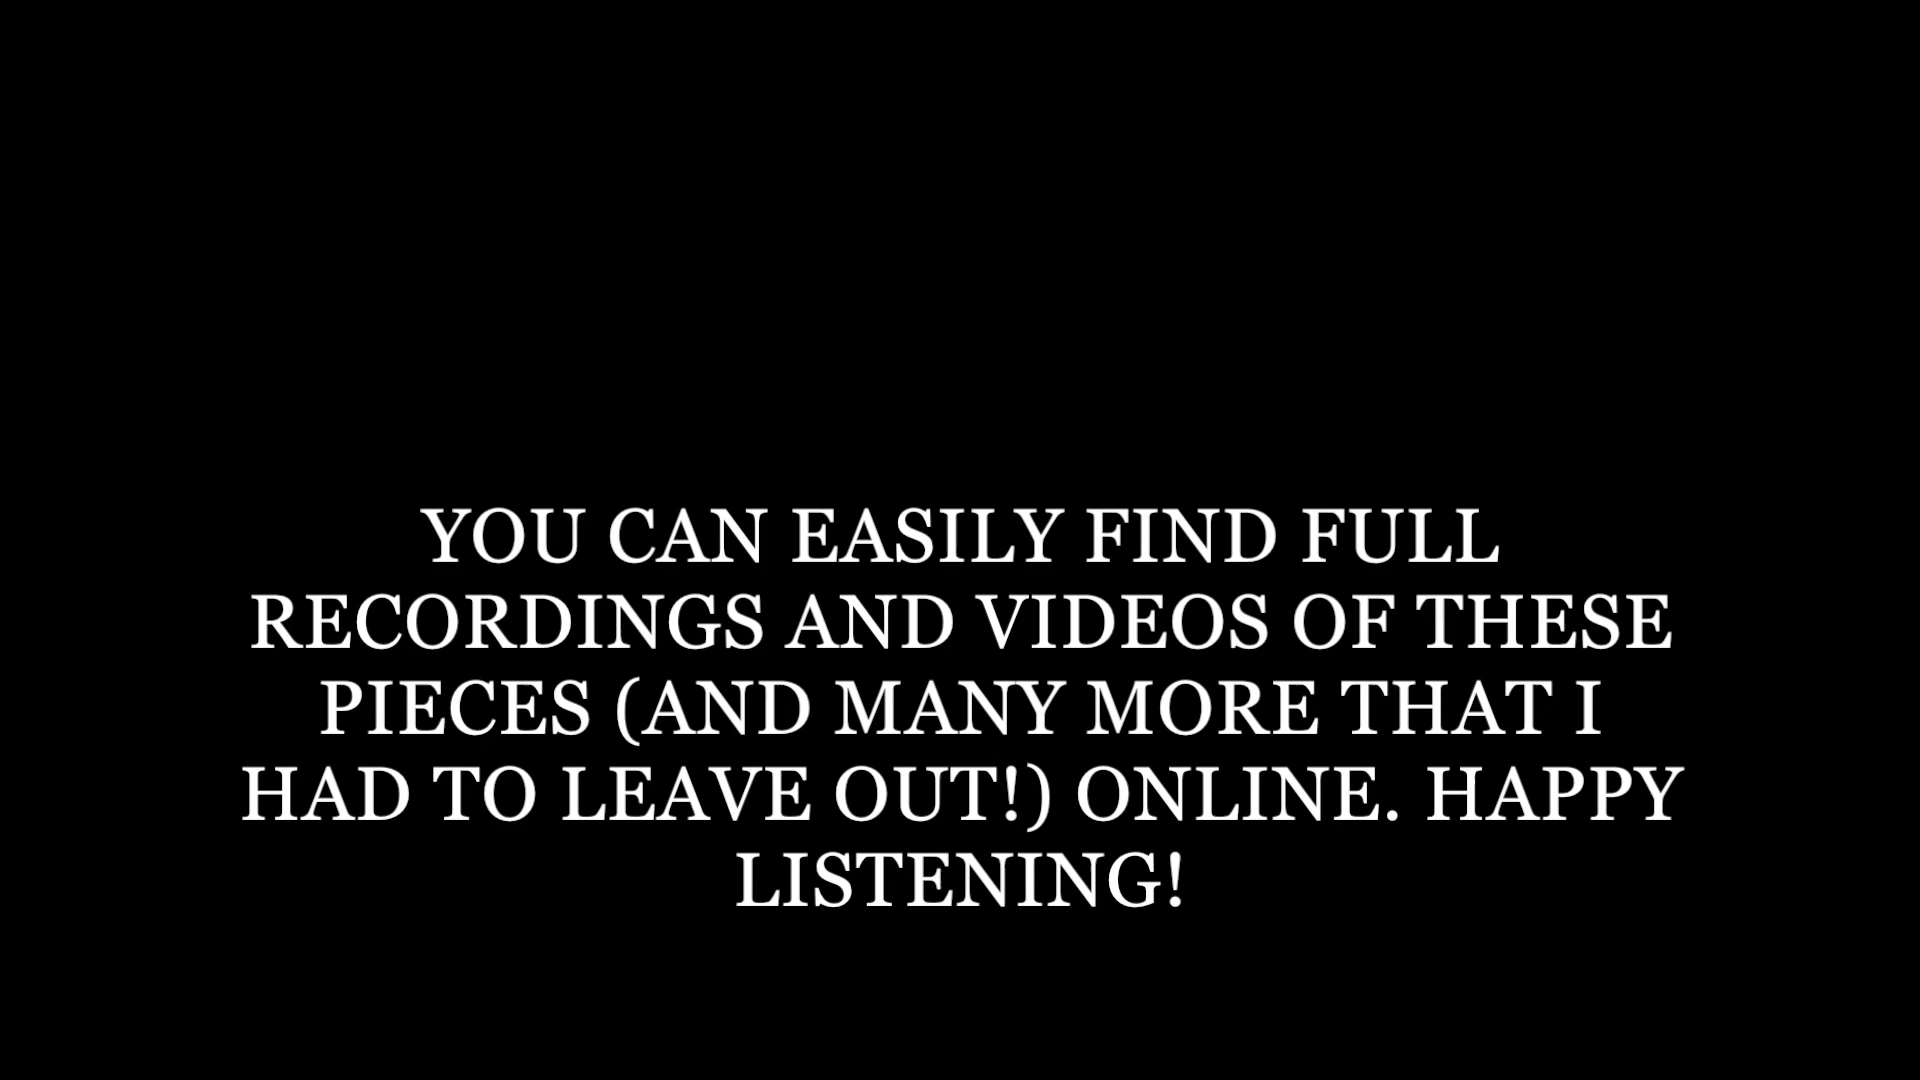 YOU CAN EASILY FIND FULL
RECORDINGS AND VIDEOS OF THESE
PIECES (AND MANY MORE THAT I
HAD TO LEAVE OUT!) ONLINE. HAPPY
LISTENING!